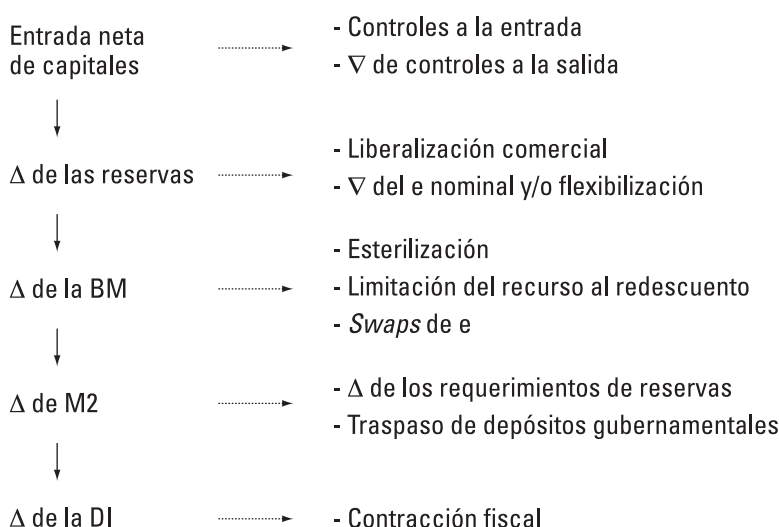 Entrada neta
de capitales
- Controles a la entrada
- ∇ de controles a la salida
Δ de las reservas
- Liberalización comercial
- ∇ del e nominal y/o flexibilización
Δ de la BM
- Esterilización
- Limitación del recurso al redescuento
- Swaps de e
Δ de M2
- Δ de los requerimientos de reservas
- Traspaso de depósitos gubernamentales
Δ de la DI
- Contracción fiscal